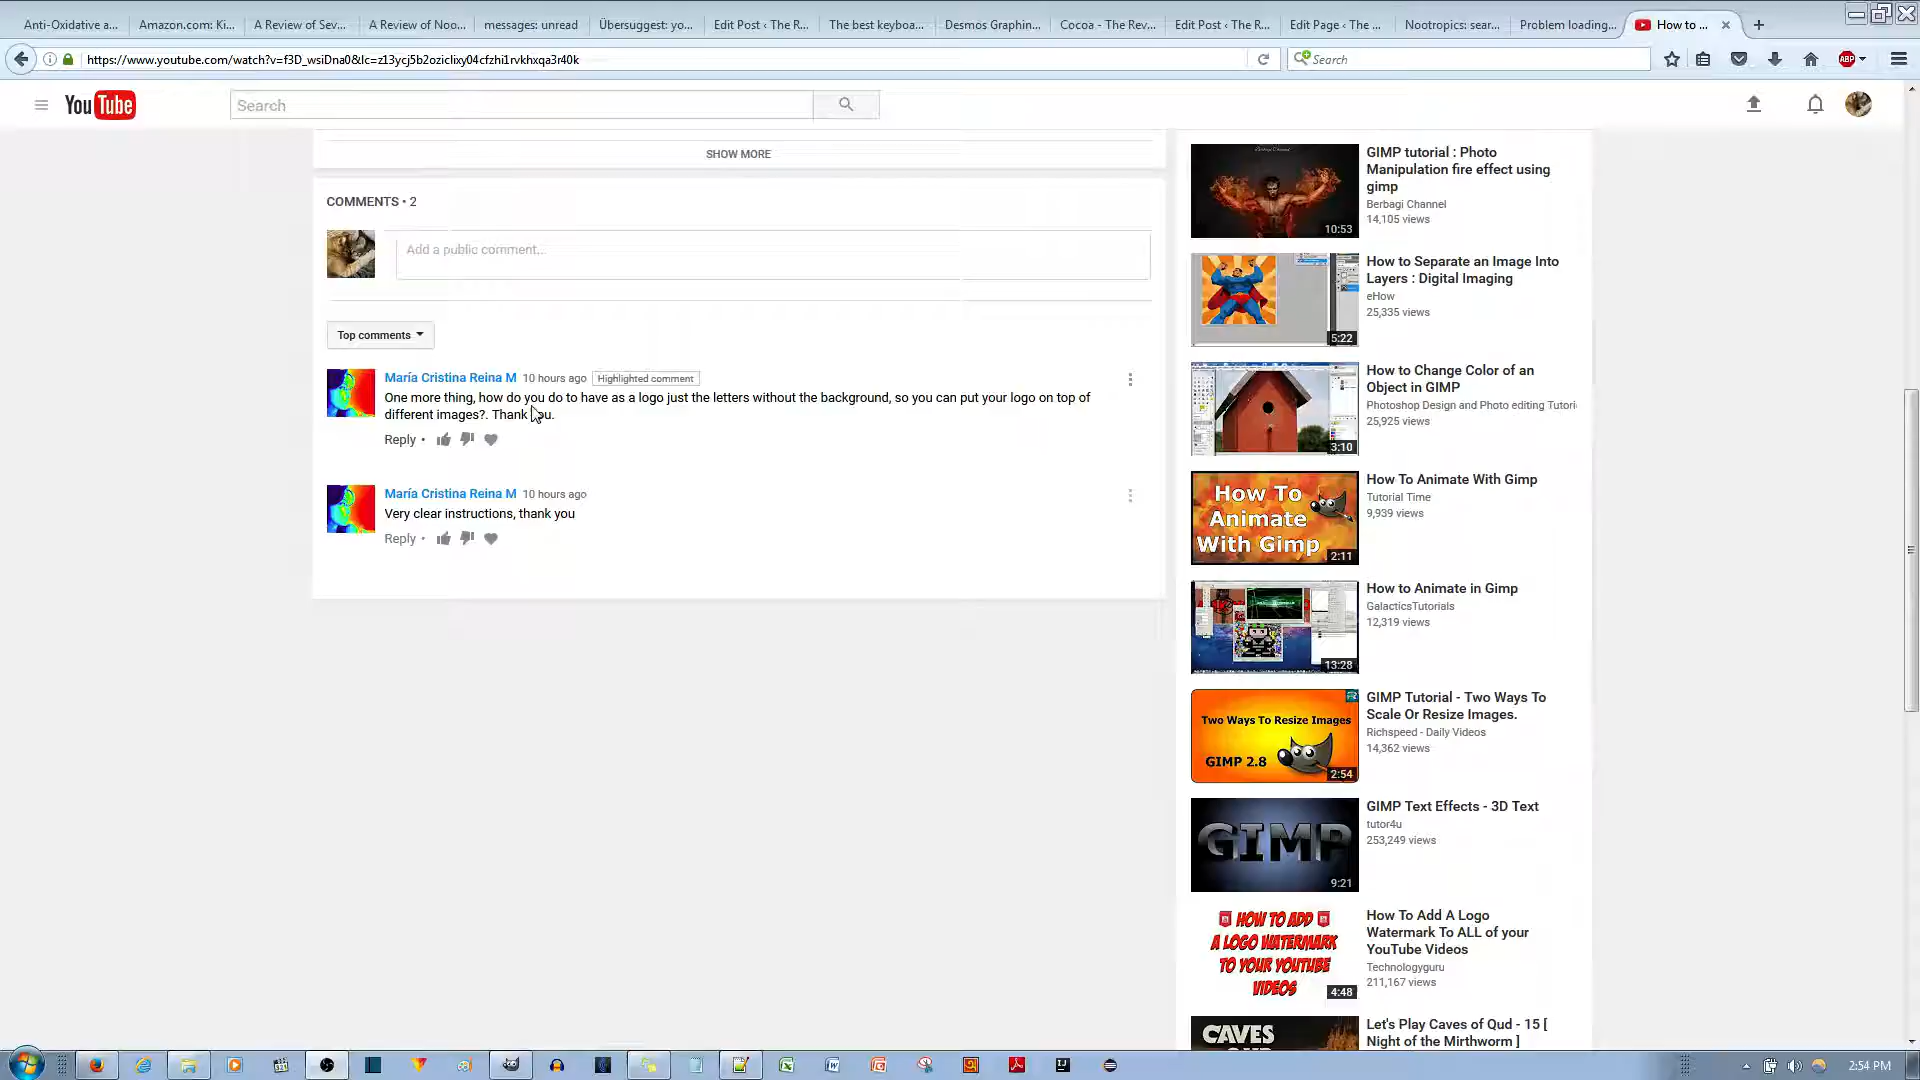 Anti-Oxidative a...
Amazon.com: Ki...
A Review of Sev...
A Review of Noo...
messages: unread
Übersuggest: yo...
Edit Post ‹ The R...
The best keyboa...
Desmos Graphin...
Cocoa - The Rev...
Edit Post ‹ The R...
Edit Page ‹ The ...
Nootropics: sear...
Problem loading...
How to ...
https://www.youtube.com/watch?v=f3D_wsiDna0&lc=z13ycj5b2oziclixy04cfzhi1rvkhxqa3r40k
Search
ABP
YouTube
Search
SHOW MORE
COMMENTS • 2
Add a public comment...
Top comments
María Cristina Reina M 10 hours ago Highlighted comment
One more thing, how do you do to have as a logo just the letters without the background, so you can put your logo on top of
different images?. Thank you.
Reply •
María Cristina Reina M 10 hours ago
Very clear instructions, thank you
Reply •
10:53
GIMP tutorial : Photo
Manipulation fire effect using
gimp
Berbagi Channel
14,105 views
5:22
How to Separate an Image Into
Layers : Digital Imaging
eHow
25,335 views
3:10
How to Change Color of an
Object in GIMP
Photoshop Design and Photo editing Tutori
25,925 views
How To
Animate
With Gimp
2:11
How To Animate With Gimp
Tutorial Time
9,939 views
13:28
How to Animate in Gimp
GalacticsTutorials
12,319 views
Two Ways To Resize Images
GIMP 2.8
2:54
GIMP Tutorial - Two Ways To
Scale Or Resize Images.
Richspeed - Daily Videos
14,362 views
GIMP
9:21
GIMP Text Effects - 3D Text
tutor4u
253,249 views
HOW TO ADD
A LOGO WATERMARK
TO YOUR YOUTUBE
VIDEOS
4:48
How To Add A Logo
Watermark To ALL of your
YouTube Videos
Technologyguru
211,167 views
CAVES
Let's Play Caves of Qud - 15 [
Night of the Mirthworm ]
2:54 PM